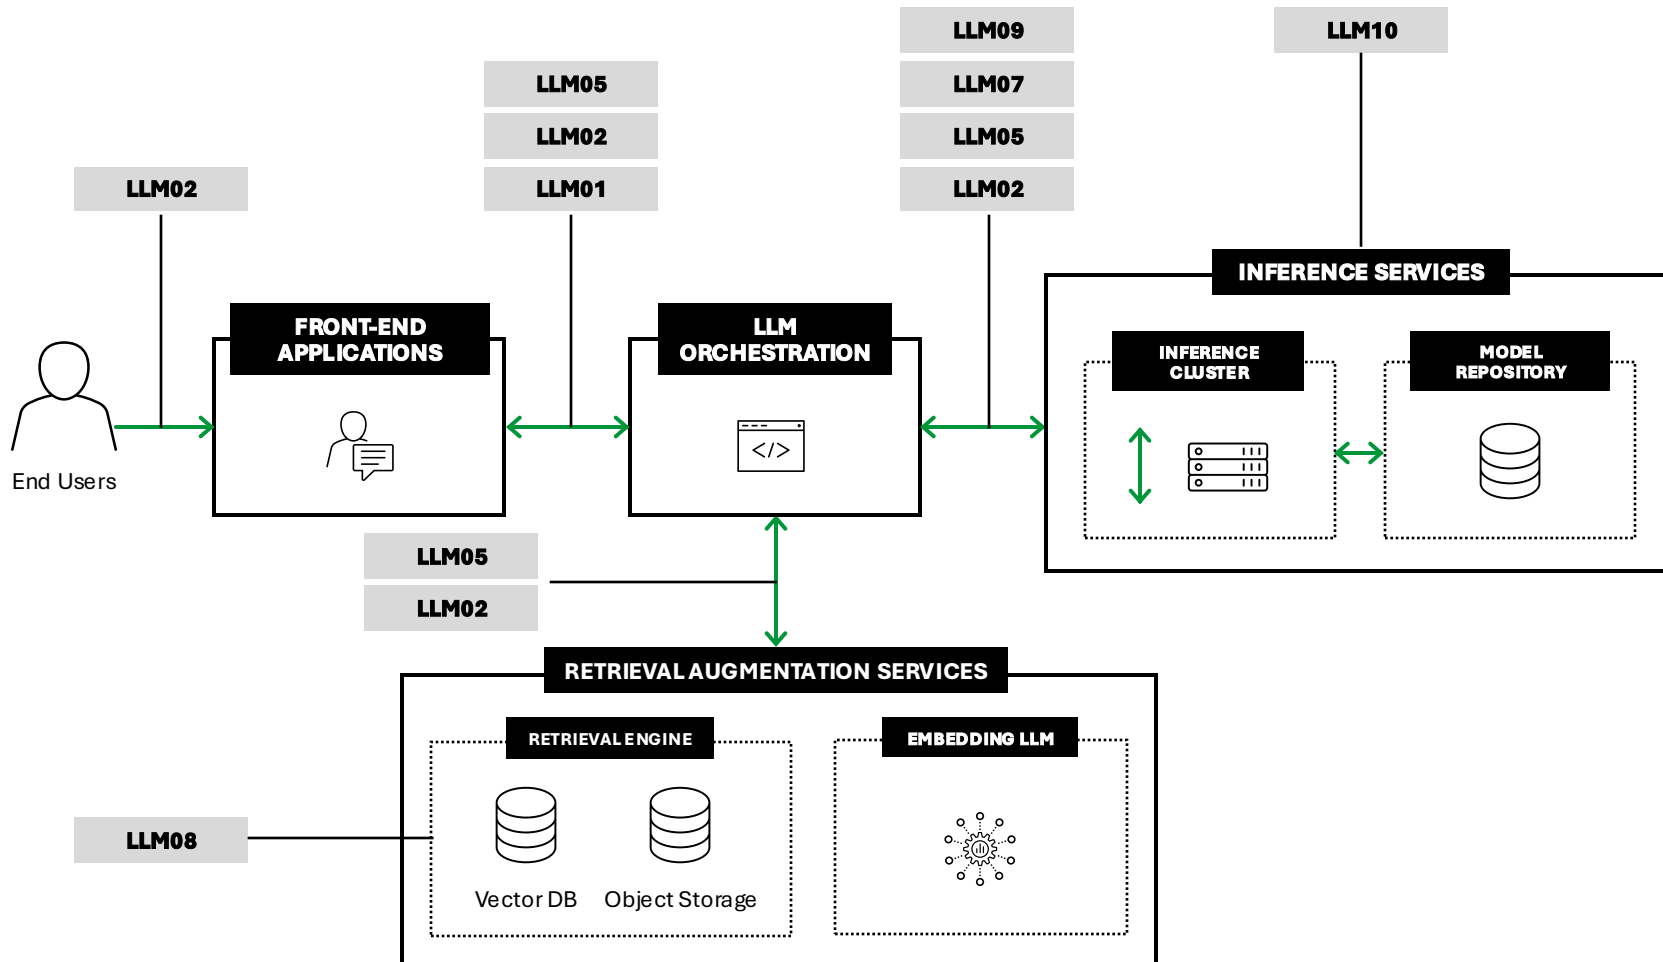 LLM09
LLM10
LLM05
LLM07
LLM02
LLM05
LLM02
LLM01
LLM02
INFERENCE SERVICES
FRONT-END
APPLICATIONS
LLM
ORCHESTRATION
INFERENCE
CLUSTER
MODEL
REPOSITORY
</>
End Users
LLM05
LLM02
RETRIEVAL AUGMENTATION SERVICES
RETRIEVAL ENGINE
EMBEDDING LLM
LLM08
Vector DB
Object Storage